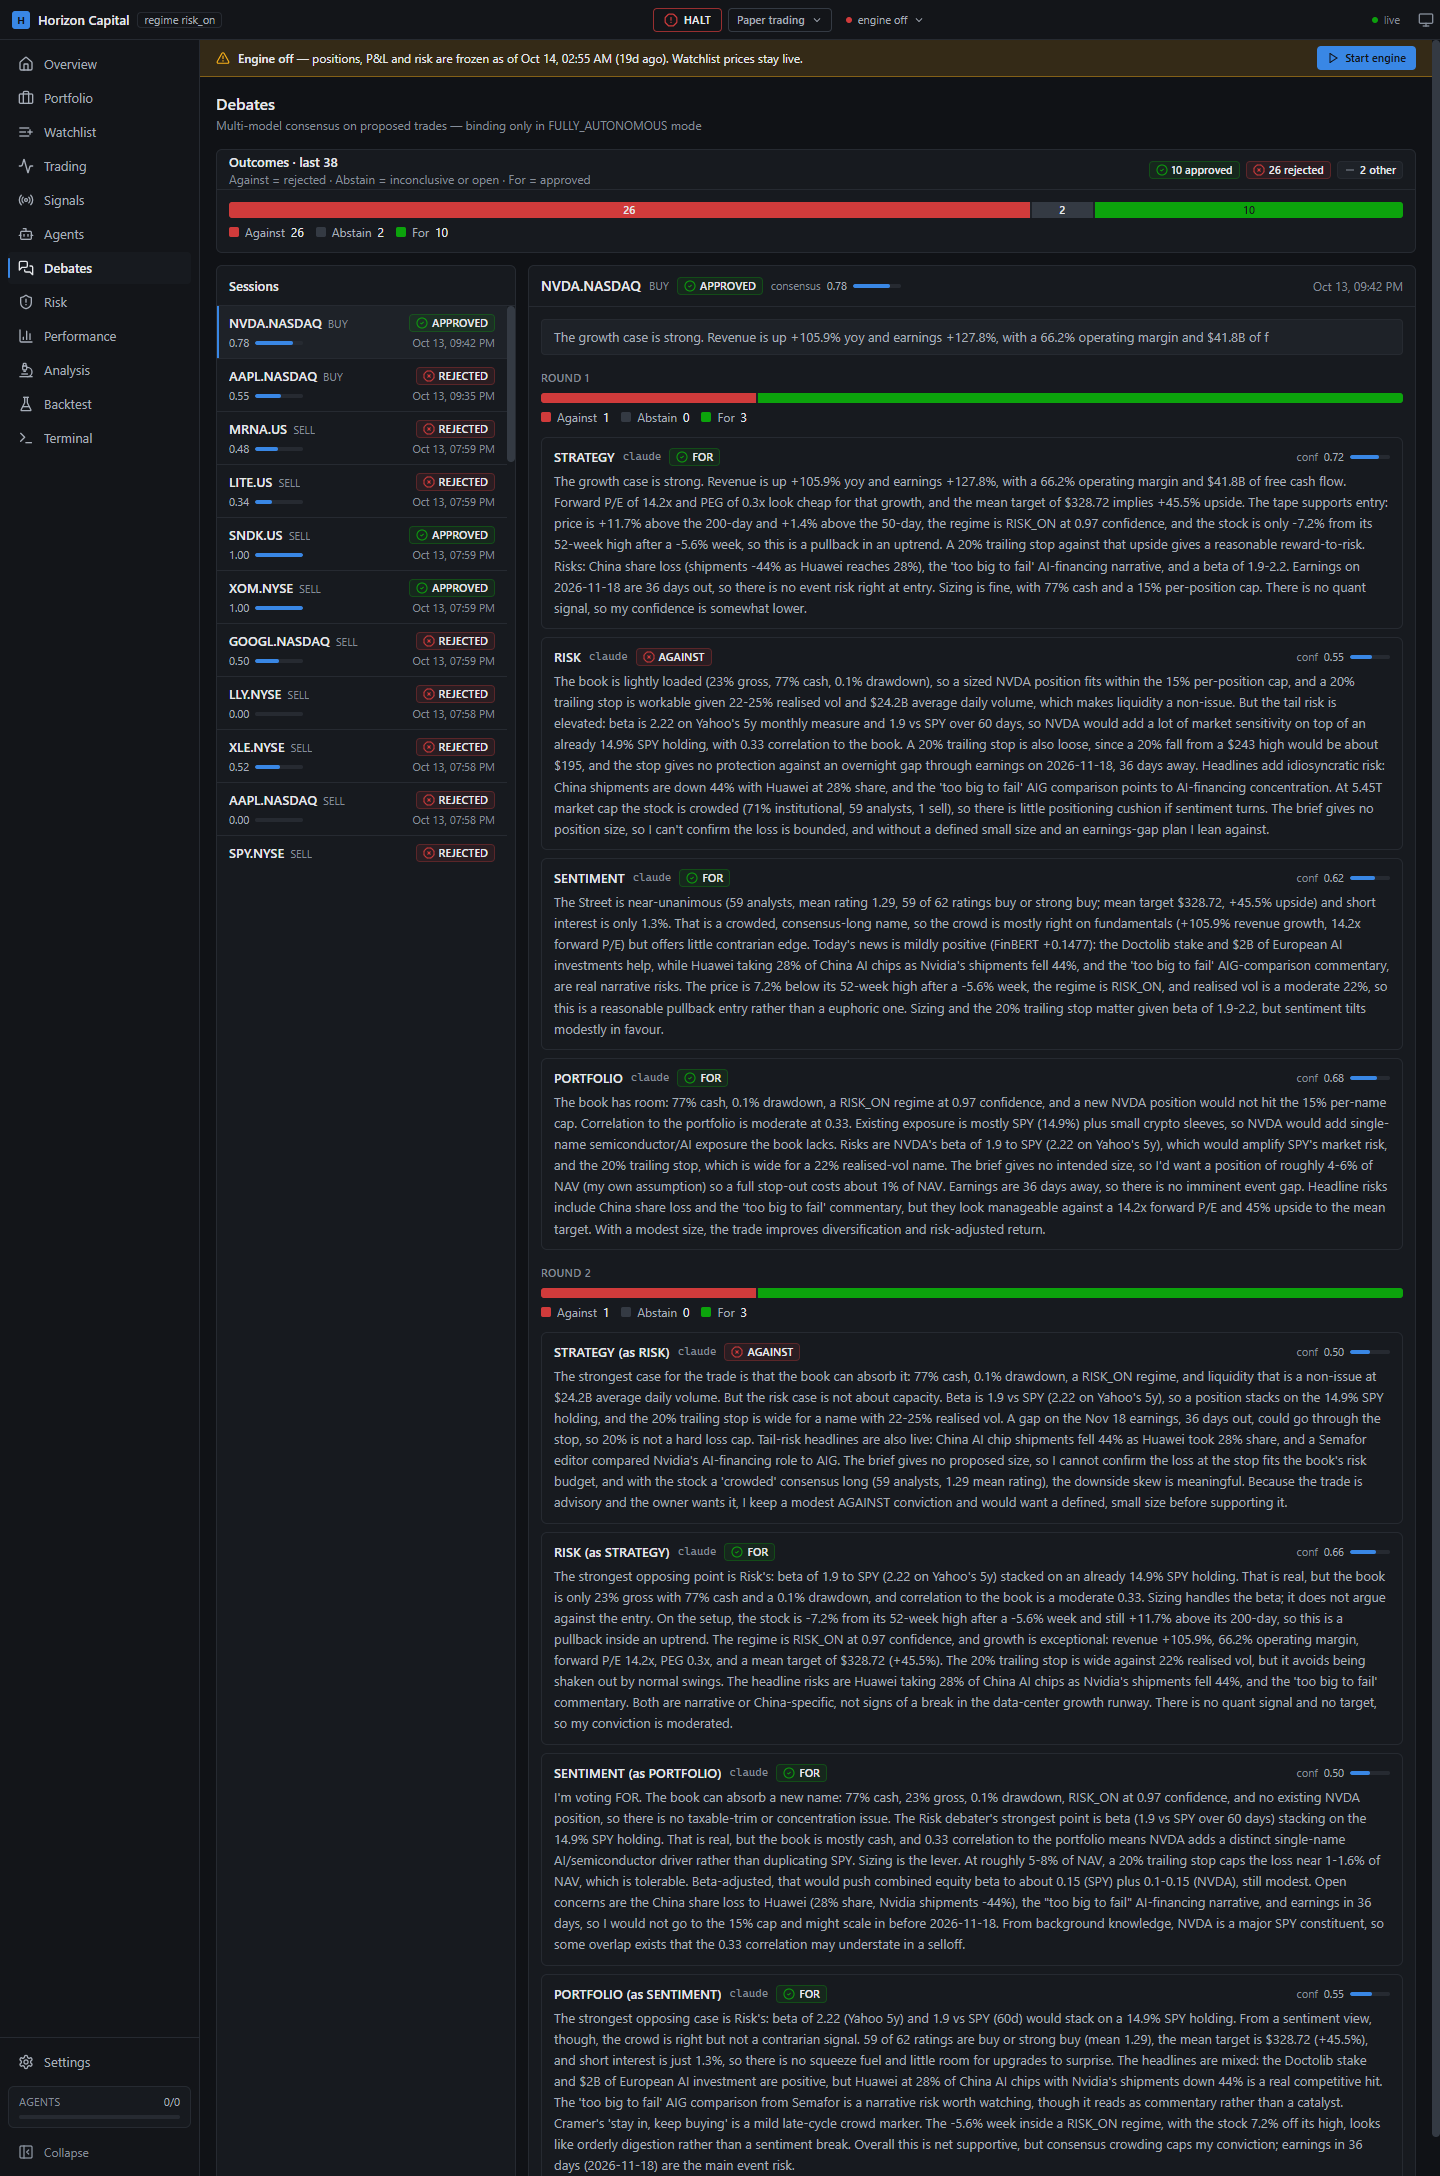 H Horizon Capital regime risk_on HALT Paper trading engine off live
Overview
Portfolio
Watchlist
Trading
Signals
Agents
Debates
Risk
Performance
Analysis
Backtest
Terminal
Settings
AGENTS 0/0
Collapse
Engine off — positions, P&L and risk are frozen as of Oct 14, 02:55 AM (19d ago). Watchlist prices stay live. Start engine
Debates
Multi-model consensus on proposed trades — binding only in FULLY_AUTONOMOUS mode
Outcomes · last 38
Against = rejected · Abstain = inconclusive or open · For = approved
10 approved 26 rejected 2 other
26 2 10
Against 26 Abstain 2 For 10
Sessions
NVDA.NASDAQ BUY APPROVED
0.78 Oct 13, 09:42 PM
AAPL.NASDAQ BUY REJECTED
0.55 Oct 13, 09:35 PM
MRNA.US SELL REJECTED
0.48 Oct 13, 07:59 PM
LITE.US SELL REJECTED
0.34 Oct 13, 07:59 PM
SNDK.US SELL APPROVED
1.00 Oct 13, 07:59 PM
XOM.NYSE SELL APPROVED
1.00 Oct 13, 07:59 PM
GOOGL.NASDAQ SELL REJECTED
0.50 Oct 13, 07:59 PM
LLY.NYSE SELL REJECTED
0.00 Oct 13, 07:58 PM
XLE.NYSE SELL REJECTED
0.52 Oct 13, 07:58 PM
AAPL.NASDAQ SELL REJECTED
0.00 Oct 13, 07:58 PM
SPY.NYSE SELL REJECTED
NVDA.NASDAQ BUY APPROVED consensus 0.78 Oct 13, 09:42 PM
The growth case is strong. Revenue is up +105.9% yoy and earnings +127.8%, with a 66.2% operating margin and $41.8B of f
ROUND 1
Against 1 Abstain 0 For 3
STRATEGY claude FOR conf 0.72
The growth case is strong. Revenue is up +105.9% yoy and earnings +127.8%, with a 66.2% operating margin and $41.8B of free cash flow.
Forward P/E of 14.2x and PEG of 0.3x look cheap for that growth, and the mean target of $328.72 implies +45.5% upside. The tape supports entry:
price is +11.7% above the 200-day and +1.4% above the 50-day, the regime is RISK_ON at 0.97 confidence, and the stock is only -7.2% from its
52-week high after a -5.6% week, so this is a pullback in an uptrend. A 20% trailing stop against that upside gives a reasonable reward-to-risk.
Risks: China share loss (shipments -44% as Huawei reaches 28%), the 'too big to fail' AI-financing narrative, and a beta of 1.9-2.2. Earnings on
2026-11-18 are 36 days out, so there is no event risk right at entry. Sizing is fine, with 77% cash and a 15% per-position cap. There is no quant
signal, so my confidence is somewhat lower.
RISK claude AGAINST conf 0.55
The book is lightly loaded (23% gross, 77% cash, 0.1% drawdown), so a sized NVDA position fits within the 15% per-position cap, and a 20%
trailing stop is workable given 22-25% realised vol and $24.2B average daily volume, which makes liquidity a non-issue. But the tail risk is
elevated: beta is 2.22 on Yahoo's 5y monthly measure and 1.9 vs SPY over 60 days, so NVDA would add a lot of market sensitivity on top of an
already 14.9% SPY holding, with 0.33 correlation to the book. A 20% trailing stop is also loose, since a 20% fall from a $243 high would be about
$195, and the stop gives no protection against an overnight gap through earnings on 2026-11-18, 36 days away. Headlines add idiosyncratic risk:
China shipments are down 44% with Huawei at 28% share, and the 'too big to fail' AIG comparison points to AI-financing concentration. At 5.45T
market cap the stock is crowded (71% institutional, 59 analysts, 1 sell), so there is little positioning cushion if sentiment turns. The brief gives no
position size, so I can't confirm the loss is bounded, and without a defined small size and an earnings-gap plan I lean against.
SENTIMENT claude FOR conf 0.62
The Street is near-unanimous (59 analysts, mean rating 1.29, 59 of 62 ratings buy or strong buy; mean target $328.72, +45.5% upside) and short
interest is only 1.3%. That is a crowded, consensus-long name, so the crowd is mostly right on fundamentals (+105.9% revenue growth, 14.2x
forward P/E) but offers little contrarian edge. Today's news is mildly positive (FinBERT +0.1477): the Doctolib stake and $2B of European AI
investments help, while Huawei taking 28% of China AI chips as Nvidia's shipments fell 44%, and the 'too big to fail' AIG-comparison commentary,
are real narrative risks. The price is 7.2% below its 52-week high after a -5.6% week, the regime is RISK_ON, and realised vol is a moderate 22%, so
this is a reasonable pullback entry rather than a euphoric one. Sizing and the 20% trailing stop matter given beta of 1.9-2.2, but sentiment tilts
modestly in favour.
PORTFOLIO claude FOR conf 0.68
The book has room: 77% cash, 0.1% drawdown, a RISK_ON regime at 0.97 confidence, and a new NVDA position would not hit the 15% per-name
cap. Correlation to the portfolio is moderate at 0.33. Existing exposure is mostly SPY (14.9%) plus small crypto sleeves, so NVDA would add single-
name semiconductor/AI exposure the book lacks. Risks are NVDA's beta of 1.9 to SPY (2.22 on Yahoo's 5y), which would amplify SPY's market risk,
and the 20% trailing stop, which is wide for a 22% realised-vol name. The brief gives no intended size, so I'd want a position of roughly 4-6% of
NAV (my own assumption) so a full stop-out costs about 1% of NAV. Earnings are 36 days away, so there is no imminent event gap. Headline risks
include China share loss and the 'too big to fail' commentary, but they look manageable against a 14.2x forward P/E and 45% upside to the mean
target. With a modest size, the trade improves diversification and risk-adjusted return.
ROUND 2
Against 1 Abstain 0 For 3
STRATEGY (as RISK) claude AGAINST conf 0.50
The strongest case for the trade is that the book can absorb it: 77% cash, 0.1% drawdown, a RISK_ON regime, and liquidity that is a non-issue at
$24.2B average daily volume. But the risk case is not about capacity. Beta is 1.9 vs SPY (2.22 on Yahoo's 5y), so a position stacks on the 14.9% SPY
holding, and the 20% trailing stop is wide for a name with 22-25% realised vol. A gap on the Nov 18 earnings, 36 days out, could go through the
stop, so 20% is not a hard loss cap. Tail-risk headlines are also live: China AI chip shipments fell 44% as Huawei took 28% share, and a Semafor
editor compared Nvidia's AI-financing role to AIG. The brief gives no proposed size, so I cannot confirm the loss at the stop fits the book's risk
budget, and with the stock a 'crowded' consensus long (59 analysts, 1.29 mean rating), the downside skew is meaningful. Because the trade is
advisory and the owner wants it, I keep a modest AGAINST conviction and would want a defined, small size before supporting it.
RISK (as STRATEGY) claude FOR conf 0.66
The strongest opposing point is Risk's: beta of 1.9 to SPY (2.22 on Yahoo's 5y) stacked on an already 14.9% SPY holding. That is real, but the book
is only 23% gross with 77% cash and a 0.1% drawdown, and correlation to the book is a moderate 0.33. Sizing handles the beta; it does not argue
against the entry. On the setup, the stock is -7.2% from its 52-week high after a -5.6% week and still +11.7% above its 200-day, so this is a
pullback inside an uptrend. The regime is RISK_ON at 0.97 confidence, and growth is exceptional: revenue +105.9%, 66.2% operating margin,
forward P/E 14.2x, PEG 0.3x, and a mean target of $328.72 (+45.5%). The 20% trailing stop is wide against 22% realised vol, but it avoids being
shaken out by normal swings. The headline risks are Huawei taking 28% of China AI chips as Nvidia's shipments fell 44%, and the 'too big to fail'
commentary. Both are narrative or China-specific, not signs of a break in the data-center growth runway. There is no quant signal and no target,
so my conviction is moderated.
SENTIMENT (as PORTFOLIO) claude FOR conf 0.50
I'm voting FOR. The book can absorb a new name: 77% cash, 23% gross, 0.1% drawdown, RISK_ON at 0.97 confidence, and no existing NVDA
position, so there is no taxable-trim or concentration issue. The Risk debater's strongest point is beta (1.9 vs SPY over 60 days) stacking on the
14.9% SPY holding. That is real, but the book is mostly cash, and 0.33 correlation to the portfolio means NVDA adds a distinct single-name
AI/semiconductor driver rather than duplicating SPY. Sizing is the lever. At roughly 5-8% of NAV, a 20% trailing stop caps the loss near 1-1.6% of
NAV, which is tolerable. Beta-adjusted, that would push combined equity beta to about 0.15 (SPY) plus 0.1-0.15 (NVDA), still modest. Open
concerns are the China share loss to Huawei (28% share, Nvidia shipments -44%), the "too big to fail" AI-financing narrative, and earnings in 36
days, so I would not go to the 15% cap and might scale in before 2026-11-18. From background knowledge, NVDA is a major SPY constituent, so
some overlap exists that the 0.33 correlation may understate in a selloff.
PORTFOLIO (as SENTIMENT) claude FOR conf 0.55
The strongest opposing case is Risk's: beta of 2.22 (Yahoo 5y) and 1.9 vs SPY (60d) would stack on a 14.9% SPY holding. From a sentiment view,
though, the crowd is right but not a contrarian signal. 59 of 62 ratings are buy or strong buy (mean 1.29), the mean target is $328.72 (+45.5%),
and short interest is just 1.3%, so there is no squeeze fuel and little room for upgrades to surprise. The headlines are mixed: the Doctolib stake
and $2B of European AI investment are positive, but Huawei at 28% of China AI chips with Nvidia's shipments down 44% is a real competitive hit.
The 'too big to fail' AIG comparison from Semafor is a narrative risk worth watching, though it reads as commentary rather than a catalyst.
Cramer's 'stay in, keep buying' is a mild late-cycle crowd marker. The -5.6% week inside a RISK_ON regime, with the stock 7.2% off its high, looks
like orderly digestion rather than a sentiment break. Overall this is net supportive, but consensus crowding caps my conviction; earnings in 36
days (2026-11-18) are the main event risk.